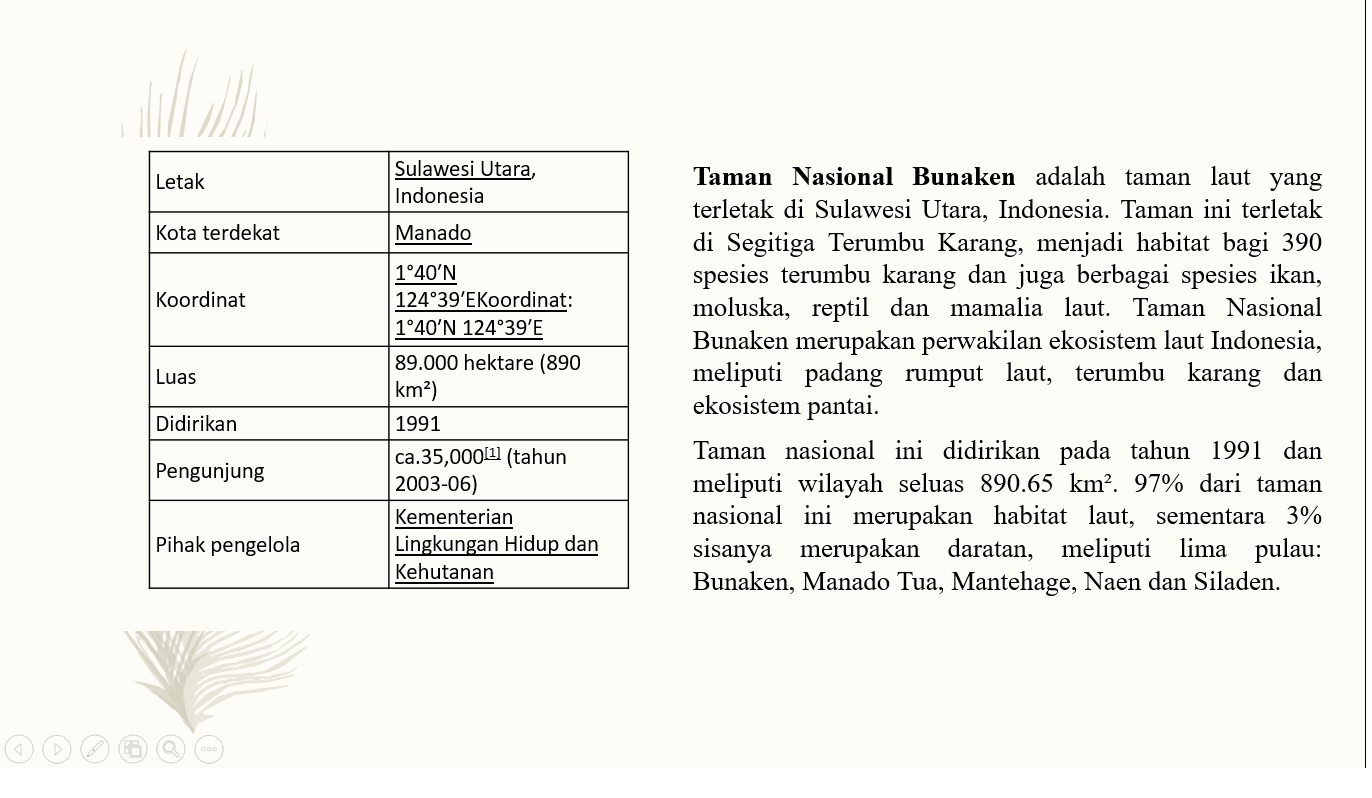 Letak
Sulawesi Utara,
Indonesia
Kota terdekat
Manado
Koordinat
1°40′N
124°39′EKoordinat:
1°40′N 124°39′E
Luas
89.000 hektare (890
km²)
Didirikan
1991
Pengunjung
ca.35,000[1] (tahun
2003-06)
Pihak pengelola
Kementerian
Lingkungan Hidup dan
Kehutanan
Taman Nasional Bunaken adalah taman laut yang
terletak di Sulawesi Utara, Indonesia. Taman ini terletak
di Segitiga Terumbu Karang, menjadi habitat bagi 390
spesies terumbu karang dan juga berbagai spesies ikan,
moluska, reptil dan mamalia laut. Taman Nasional
Bunaken merupakan perwakilan ekosistem laut Indonesia,
meliputi padang rumput laut, terumbu karang dan
ekosistem pantai.
Taman nasional ini didirikan pada tahun 1991 dan
meliputi wilayah seluas 890.65 km². 97% dari taman
nasional ini merupakan habitat laut, sementara 3%
sisanya merupakan daratan, meliputi lima pulau:
Bunaken, Manado Tua, Mantehage, Naen dan Siladen.